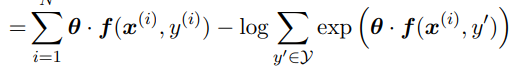 = \sum_{i=1}^{N} \boldsymbol{\theta} \cdot \boldsymbol{f}(\boldsymbol{x}^{(i)}, y^{(i)}) - \log \sum_{y' \in \mathcal{Y}} \exp \left( \boldsymbol{\theta} \cdot \boldsymbol{f}(\boldsymbol{x}^{(i)}, y') \right)